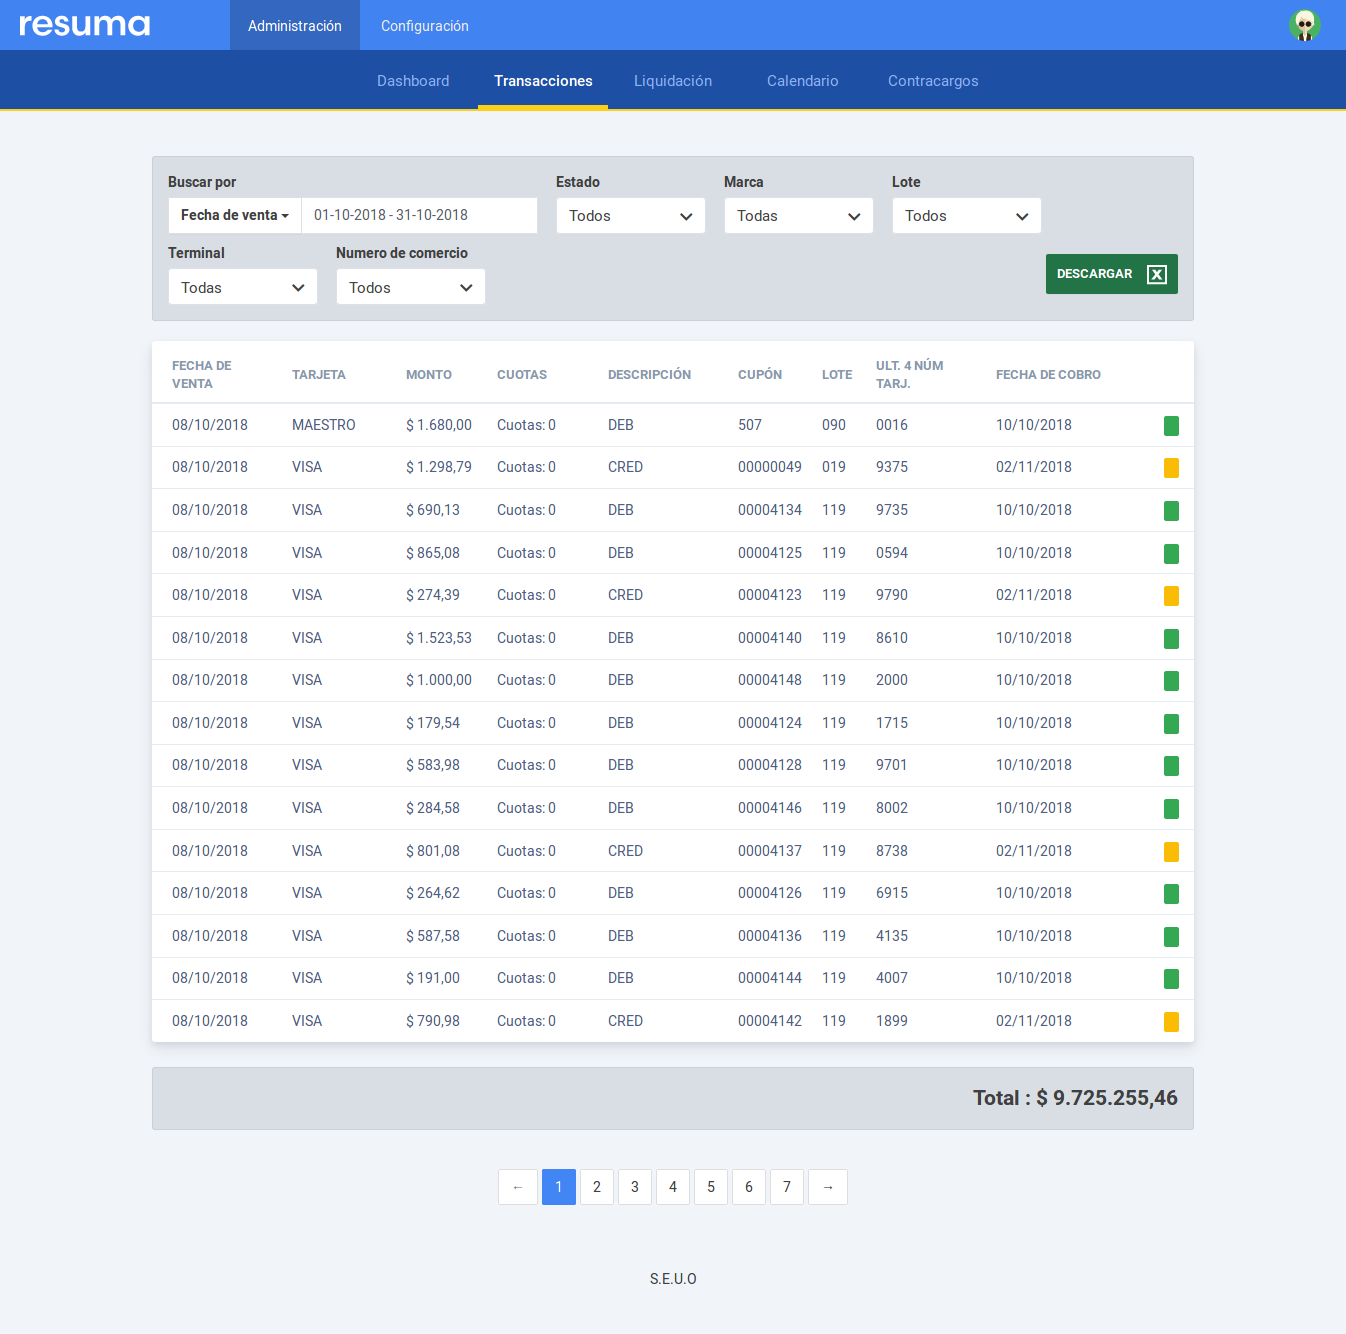 resuma Administración Configuración
Dashboard Transacciones Liquidación Calendario Contracargos
Buscar por Estado Marca Lote
Fecha de venta 01-10-2018 - 31-10-2018 Todos Todas Todos
Terminal Numero de comercio
Todas Todos DESCARGAR X
FECHA DE VENTA TARJETA MONTO CUOTAS DESCRIPCIÓN CUPÓN LOTE ULT. 4 NÚM TARJ. FECHA DE COBRO
08/10/2018 MAESTRO $ 1.680,00 Cuotas: 0 DEB 507 090 0016 10/10/2018
08/10/2018 VISA $ 1.298,79 Cuotas: 0 CRED 00000049 019 9375 02/11/2018
08/10/2018 VISA $ 690,13 Cuotas: 0 DEB 00004134 119 9735 10/10/2018
08/10/2018 VISA $ 865,08 Cuotas: 0 DEB 00004125 119 0594 10/10/2018
08/10/2018 VISA $ 274,39 Cuotas: 0 CRED 00004123 119 9790 02/11/2018
08/10/2018 VISA $ 1.523,53 Cuotas: 0 DEB 00004140 119 8610 10/10/2018
08/10/2018 VISA $ 1.000,00 Cuotas: 0 DEB 00004148 119 2000 10/10/2018
08/10/2018 VISA $ 179,54 Cuotas: 0 DEB 00004124 119 1715 10/10/2018
08/10/2018 VISA $ 583,98 Cuotas: 0 DEB 00004128 119 9701 10/10/2018
08/10/2018 VISA $ 284,58 Cuotas: 0 DEB 00004146 119 8002 10/10/2018
08/10/2018 VISA $ 801,08 Cuotas: 0 CRED 00004137 119 8738 02/11/2018
08/10/2018 VISA $ 264,62 Cuotas: 0 DEB 00004126 119 6915 10/10/2018
08/10/2018 VISA $ 587,58 Cuotas: 0 DEB 00004136 119 4135 10/10/2018
08/10/2018 VISA $ 191,00 Cuotas: 0 DEB 00004144 119 4007 10/10/2018
08/10/2018 VISA $ 790,98 Cuotas: 0 CRED 00004142 119 1899 02/11/2018
Total : $ 9.725.255,46
← 1 2 3 4 5 6 7 →
S.E.U.O